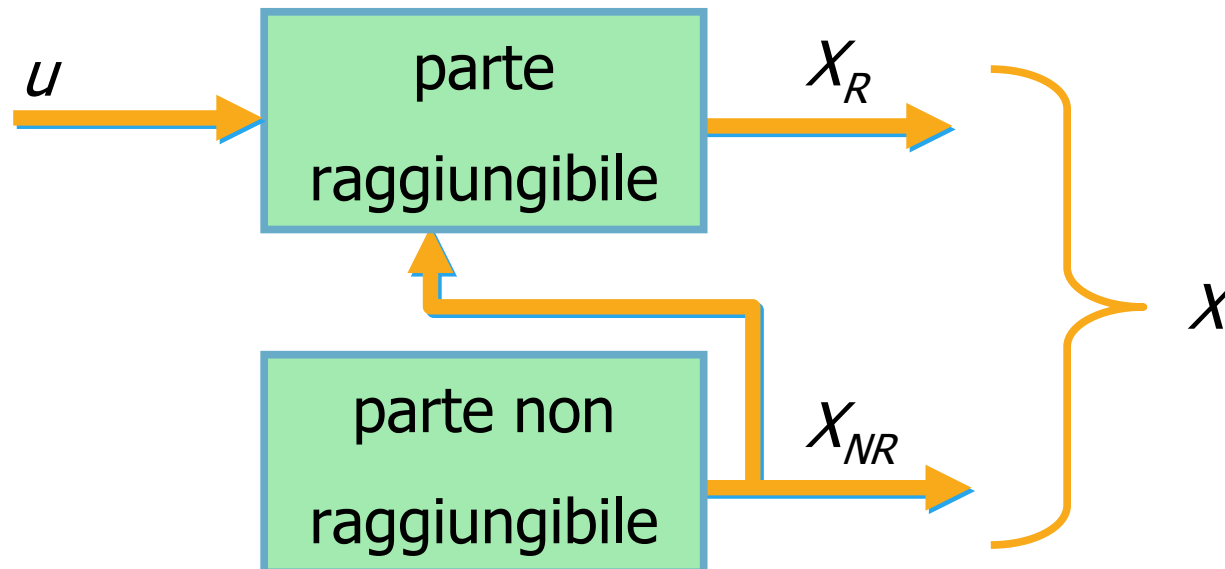 u
parte
raggiungibile
X_R
X
parte non
raggiungibile
X_NR